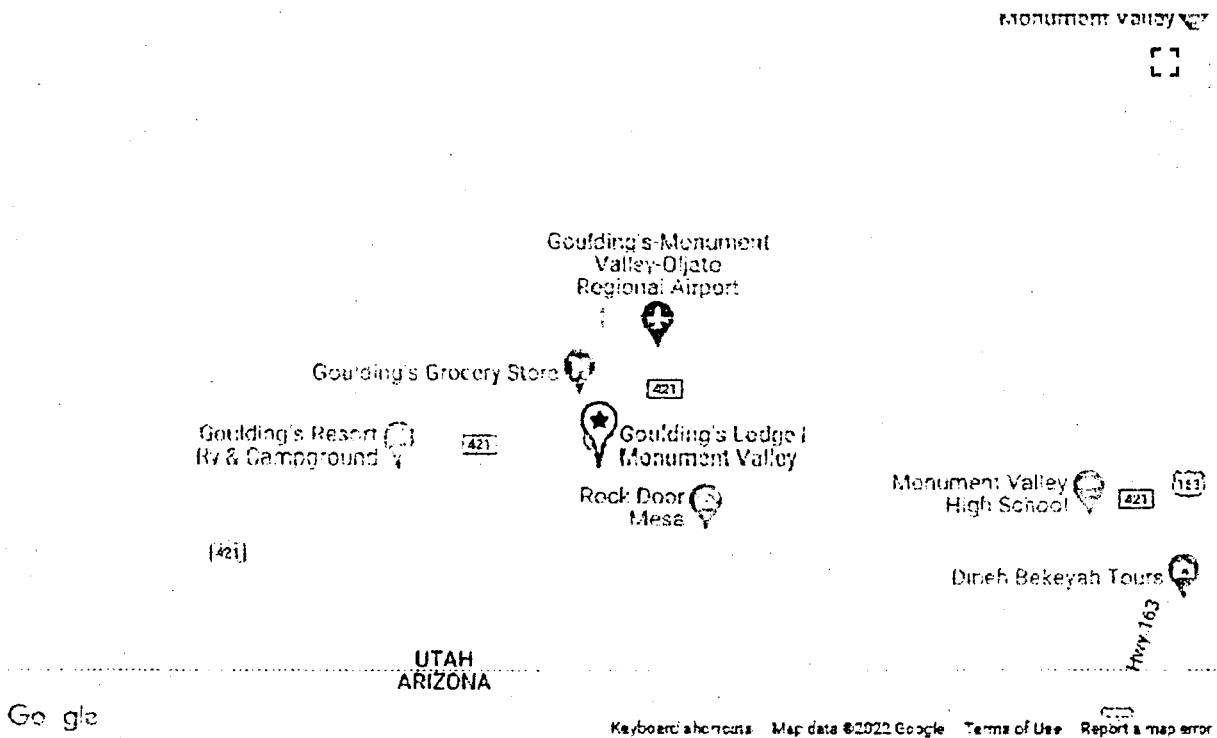 Monument Valley
Goulding's-Monument
Valley-Oljato
Regional Airport
Goulding's Grocery Store
421
Goulding's Resort
Rv & Campground
421
Goulding's Lodge /
Monument Valley
Rock Door
Mesa
Monument Valley
High School
421
163
421
Dineh Bekeyah Tours
Hwy 163
UTAH
ARIZONA
Go gle
Keyboard shortcuts Map data ©2022 Google Terms of Use Report a map error